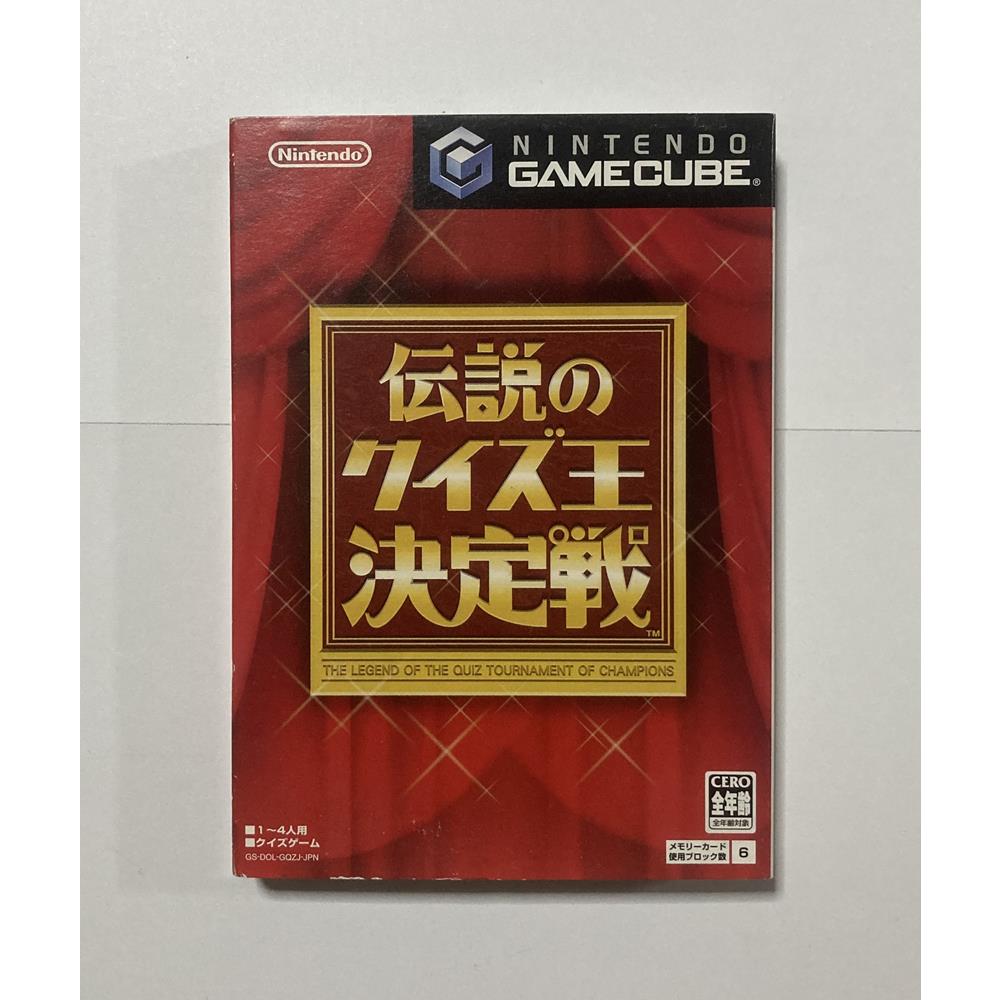 Nintendo
NINTENDO
GAMECUBE®
伝説の
クイズ王
決定戦
™
THE LEGEND OF THE QUIZ TOURNAMENT OF CHAMPIONS
CERO
全年齢
全年齢対象
■1～4人用
■クイズゲーム
GS-DOL-GQZJ-JPN
メモリーカード
使用ブロック数 6